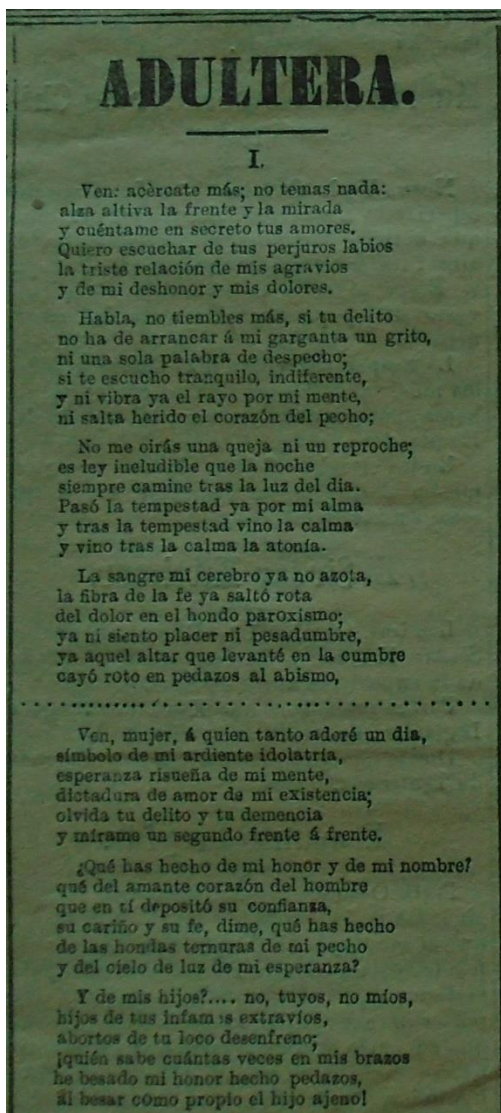 ADULTERA.
I.
Ven: acèrcate más; no temas nada:
alza altiva la frente y la mirada
y cuéntame en secreto tus amores.
Quiero escuchar de tus perjuros labios
la triste relación de mis agravios
y de mi deshonor y mis dolores.
Habla, no tiembles más, si tu delito
no ha de arrancar á mi garganta un grito,
ni una sola palabra de despecho;
si te escucho tranquilo, indiferente,
y ni vibra ya el rayo por mi mente,
ni salta herido el corazón del pecho;
No me oirás una queja ni un reproche;
es ley ineludible que la noche
siempre camine tras la luz del dia.
Pasó la tempestad ya por mi alma
y tras la tempestad vino la calma
y vino tras la calma la atonía.
La sangre mi cerebro ya no azota,
la fibra de la fe ya saltó rota
del dolor en el hondo paroxismo;
ya ni siento placer ni pesadumbre,
ya aquel altar que levanté en la cumbre
cayó roto en pedazos al abismo,
Ven, mujer, á quien tanto adoré un dia,
símbolo de mi ardiente idolatría,
esperanza risueña de mi mente,
dictadura de amor de mi existencia;
olvida tu delito y tu demencia
y mirame un segundo frente á frente.
¿Qué has hecho de mi honor y de mi nombre?
qué del amante corazón del hombre
que en tí depositó su confianza,
su cariño y su fe, dime, qué has hecho
de las hondas ternuras de mi pecho
y del cielo de luz de mi esperanza?
Y de mis hijos?.... no, tuyos, no míos,
hijos de tus infames extravíos,
abortos de tu loco desenfreno;
¡quién sabe cuántas veces en mis brazos
he besado mi honor hecho pedazos,
al besar como propio el hijo ajeno!